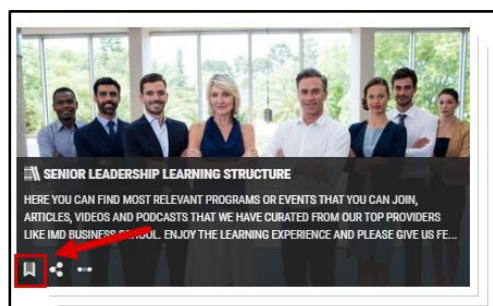 SENIOR LEADERSHIP LEARNING STRUCTURE
HERE YOU CAN FIND MOST RELEVANT PROGRAMS OR EVENTS THAT YOU CAN JOIN,
ARTICLES, VIDEOS AND PODCASTS THAT WE HAVE CURATED FROM OUR TOP PROVIDERS
LIKE IMD BUSINESS SCHOOL. ENJOY THE LEARNING EXPERIENCE AND PLEASE GIVE US FE...